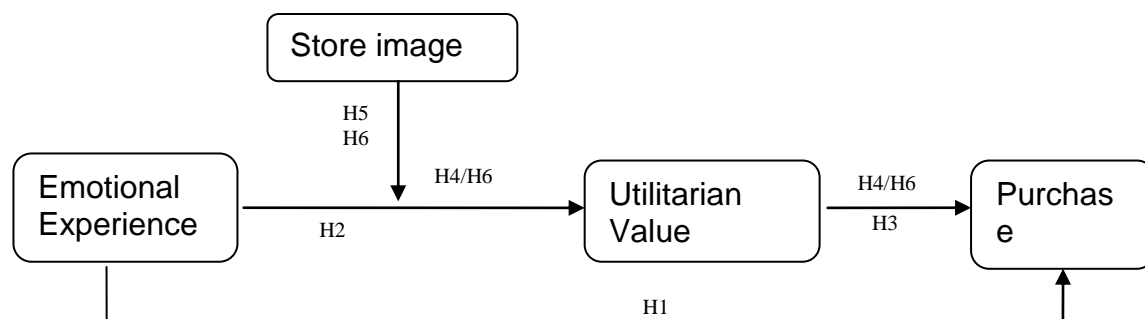 Store image
H5
H6
H4/H6
H4/H6
Emotional
Experience
Utilitarian
Value
Purchas
e
H2
H3
H1